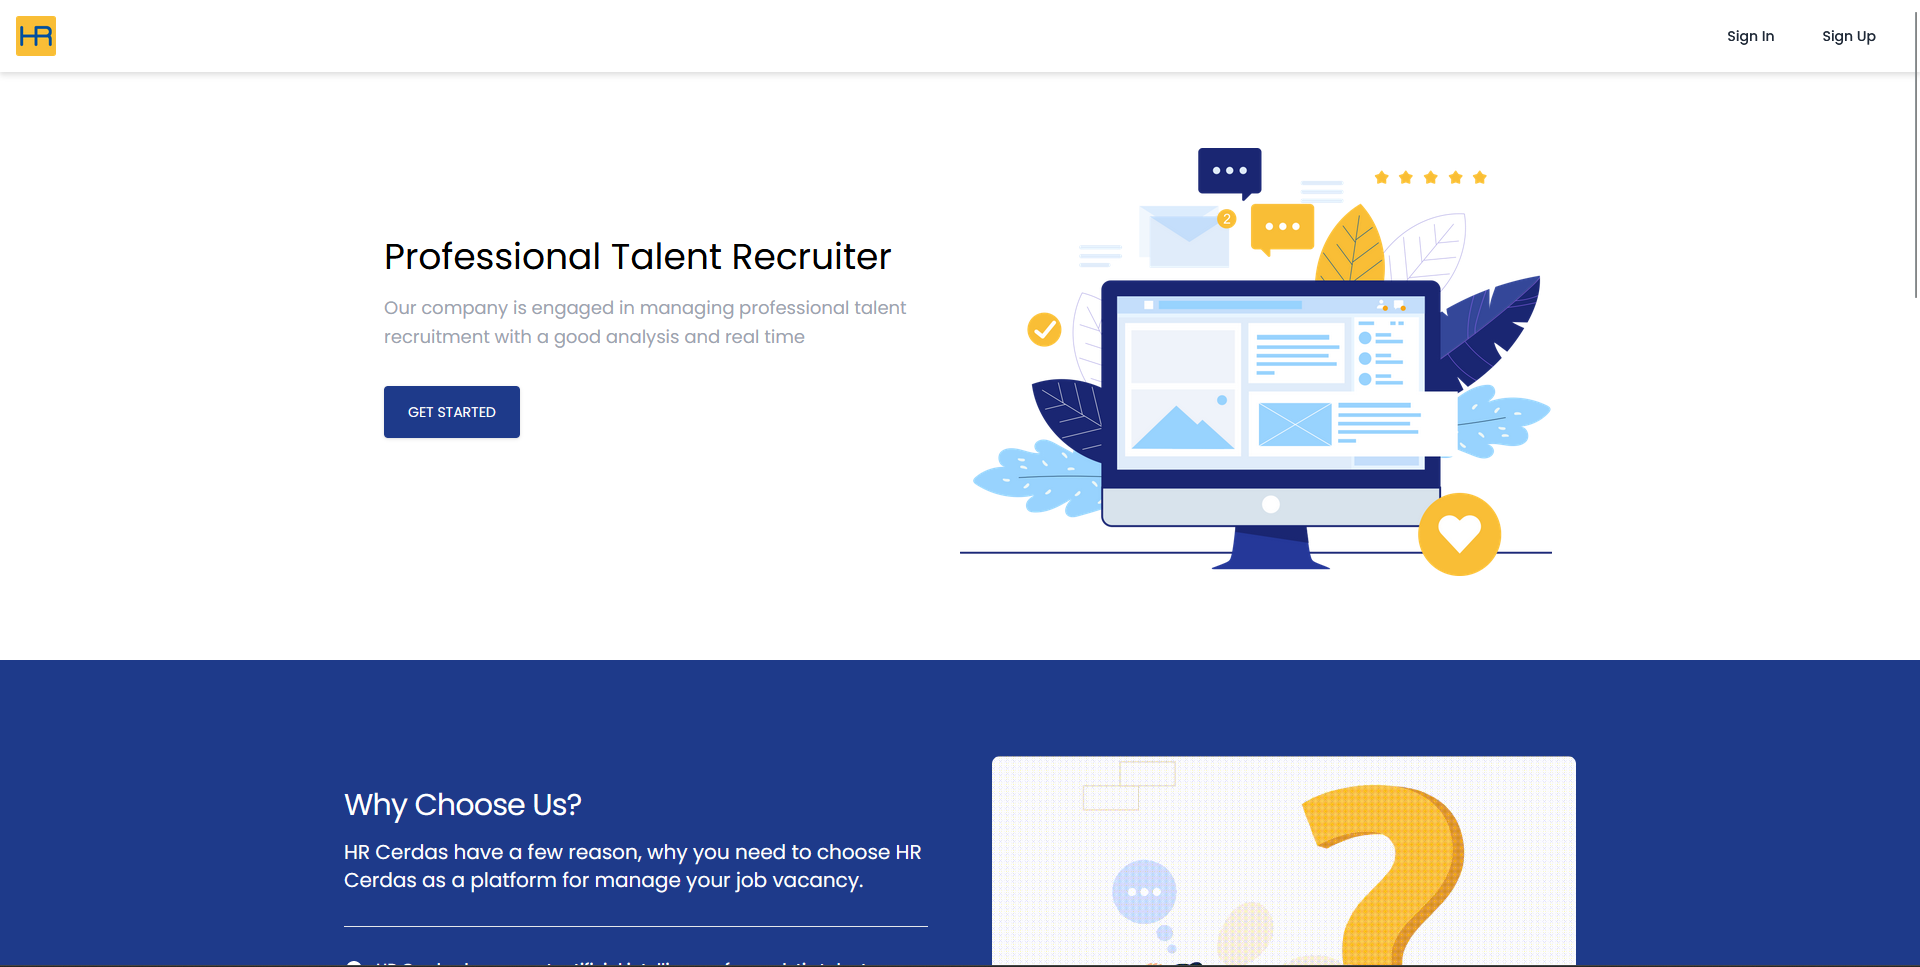 HR
Sign In
Sign Up
2
Professional Talent Recruiter
Our company is engaged in managing professional talent
recruitment with a good analysis and real time
GET STARTED
Why Choose Us?
HR Cerdas have a few reason, why you need to choose HR
Cerdas as a platform for manage your job vacancy.